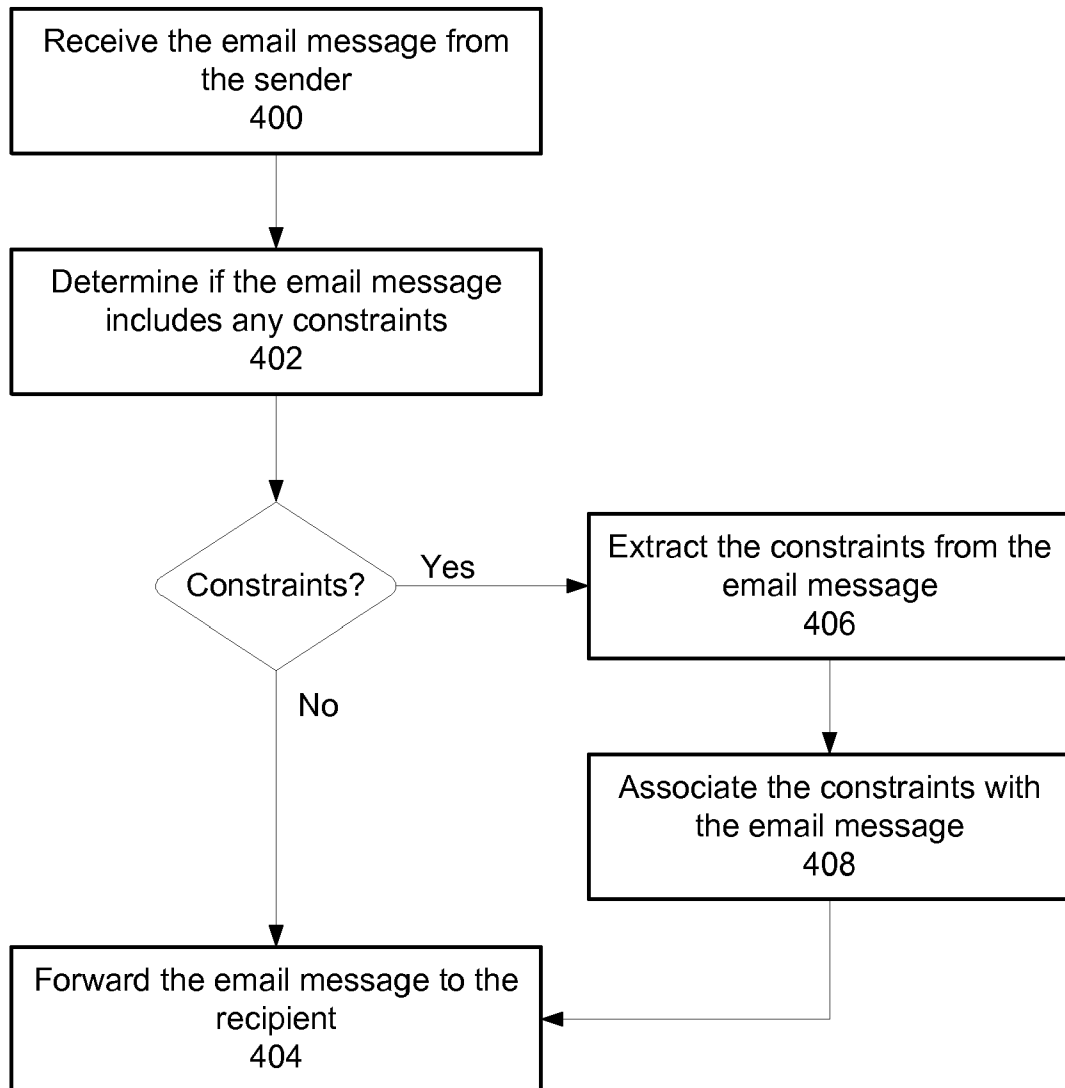 Receive the email message from
the sender
400
Determine if the email message
includes any constraints
402
Constraints?
Yes
No
Extract the constraints from the
email message
406
Associate the constraints with
the email message
408
Forward the email message to the
recipient
404